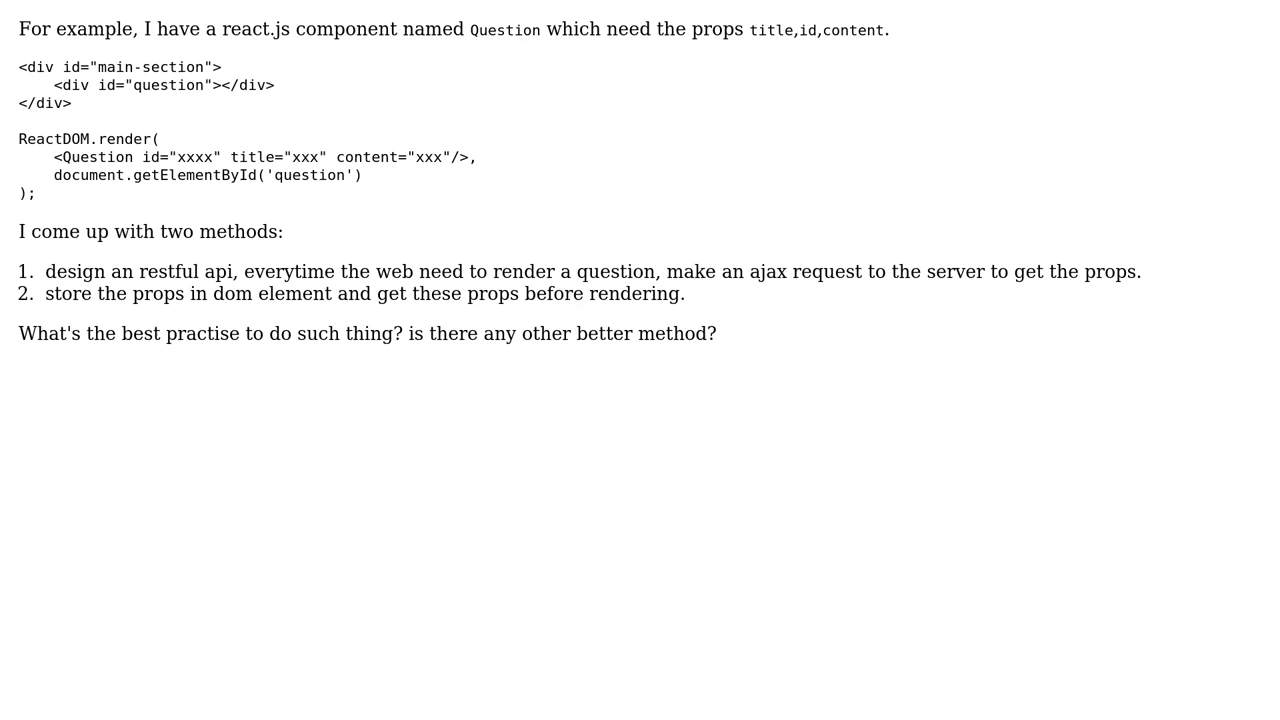 For example, I have a react.js component named Question which need the props title,id,content.
<div id="main-section">
    <div id="question"></div>
</div>
ReactDOM.render(
    <Question id="xxxx" title="xxx" content="xxx"/>,
    document.getElementById('question')
);
I come up with two methods:
1. design an restful api, everytime the web need to render a question, make an ajax request to the server to get the props.
2. store the props in dom element and get these props before rendering.
What's the best practise to do such thing? is there any other better method?